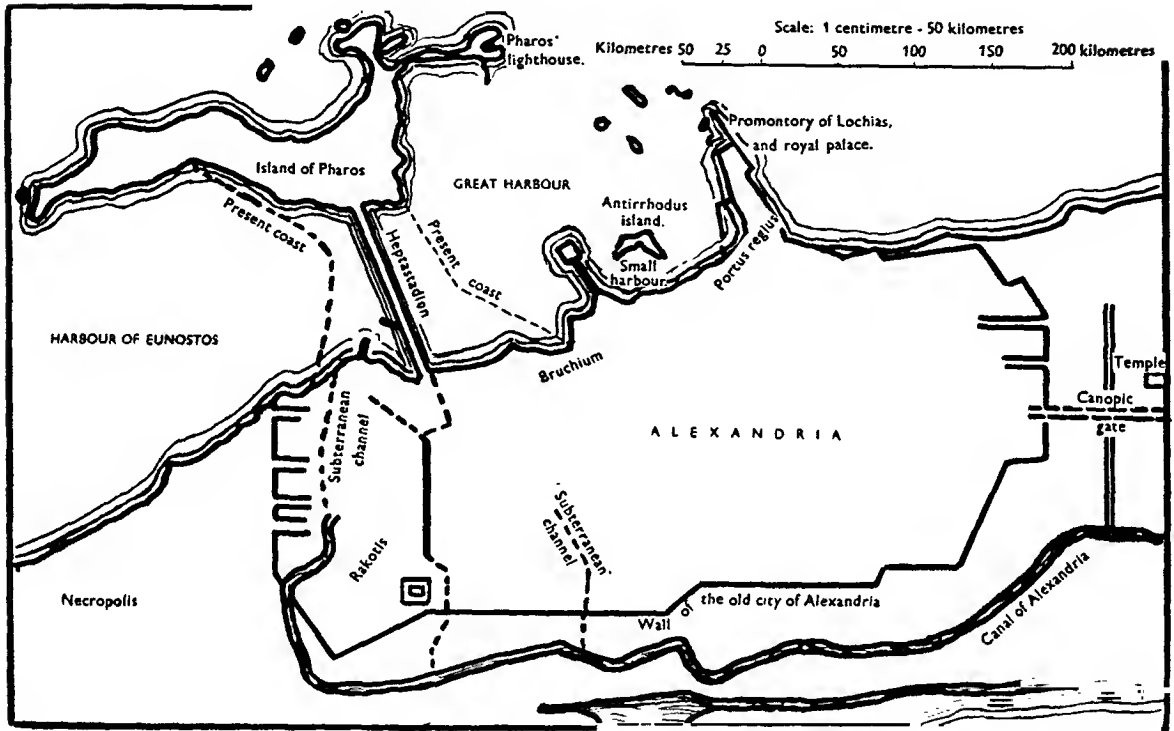 Scale: 1 centimetre - 50 kilometres
Kilometres 50 25 0 50 100 150 200 kilometres
Pharos'
lighthouse.
Promontory of Lochias,
and royal palace.
Island of Pharos
GREAT HARBOUR
Antirrhodus
island.
Small
harbour.
Portus regius
Present
coast
Heptastadion
Present
coast
HARBOUR OF EUNOSTOS
Bruchium
Temple
Canopic
gate
ALEXANDRIA
Subterranean
channel
Subterranean
channel
Rakotis
Necropolis
Wall of the old city of Alexandria
Canal of Alexandria